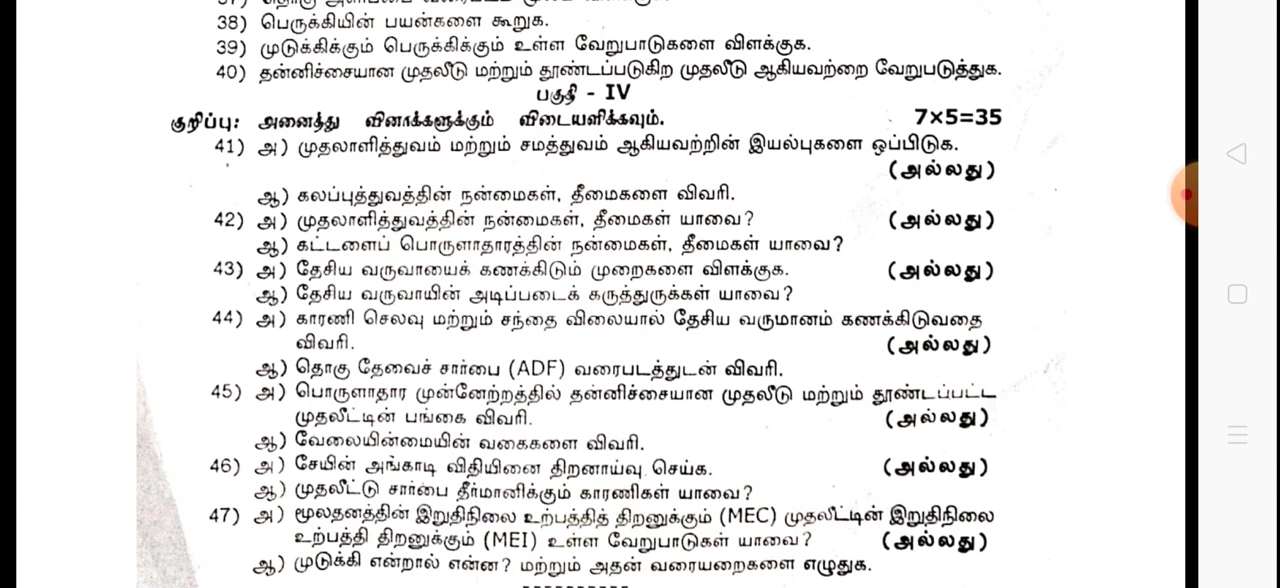 38) பெருக்கியின் பயன்களை கூறுக.
39) முடுக்கிக்கும் பெருக்கிக்கும் உள்ள வேறுபாடுகளை விளக்குக.
40) தன்னிச்சையான முதலீடு மற்றும் தூண்டப்படுகிற முதலீடு ஆகியவற்றை வேறுபடுத்துக.
பகுதி - IV
குறிப்பு: அனைத்து வினாக்களுக்கும் விடையளிக்கவும். 7×5=35
41) அ) முதலாளித்துவம் மற்றும் சமத்துவம் ஆகியவற்றின் இயல்புகளை ஒப்பிடுக.
(அல்லது)
ஆ) கலப்புத்துவத்தின் நன்மைகள், தீமைகளை விவரி.
42) அ) முதலாளித்துவத்தின் நன்மைகள், தீமைகள் யாவை? (அல்லது)
ஆ) கட்டளைப் பொருளாதாரத்தின் நன்மைகள், தீமைகள் யாவை?
43) அ) தேசிய வருவாயைக் கணக்கிடும் முறைகளை விளக்குக. (அல்லது)
ஆ) தேசிய வருவாயின் அடிப்படைக் கருத்துருக்கள் யாவை?
44) அ) காரணி செலவு மற்றும் சந்தை விலையால் தேசிய வருமானம் கணக்கிடுவதை
விவரி. (அல்லது)
ஆ) தொகு தேவைச் சார்பை (ADF) வரைபடத்துடன் விவரி.
45) அ) பொருளாதார முன்னேற்றத்தில் தன்னிச்சையான முதலீடு மற்றும் தூண்டப்பட்ட
முதலீட்டின் பங்கை விவரி. (அல்லது)
ஆ) வேலையின்மையின் வகைகளை விவரி.
46) அ) சேயின் அங்காடி விதியினை திறனாய்வு செய்க. (அல்லது)
ஆ) முதலீட்டு சார்பை தீர்மானிக்கும் காரணிகள் யாவை?
47) அ) மூலதனத்தின் இறுதிநிலை உற்பத்தித் திறனுக்கும் (MEC) முதலீட்டின் இறுதிநிலை
உற்பத்தி திறனுக்கும் (MEI) உள்ள வேறுபாடுகள் யாவை? (அல்லது)
ஆ) முடுக்கி என்றால் என்ன? மற்றும் அதன் வரையறைகளை எழுதுக.
----------